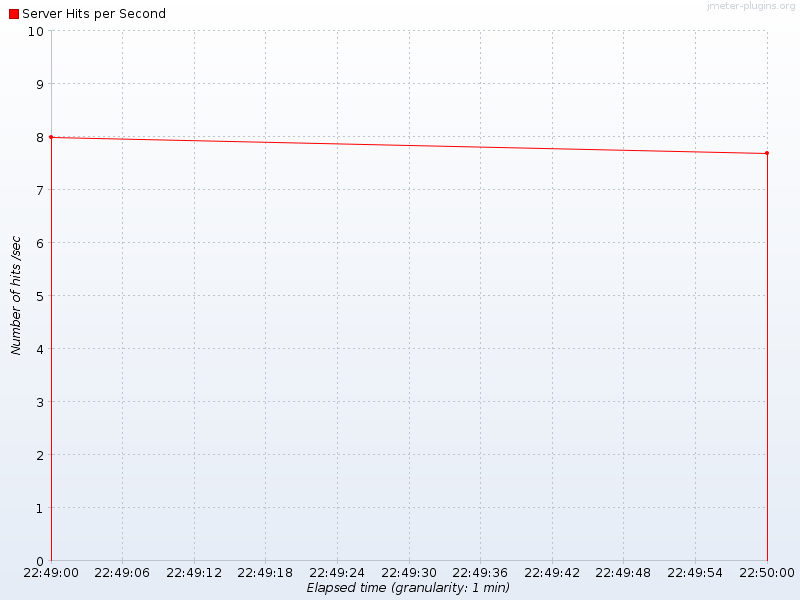 Server Hits per Second
jmeter-plugins.org
10
9
8
7
6
5
4
3
2
1
0
Number of hits /sec
22:49:00 22:49:06 22:49:12 22:49:18 22:49:24 22:49:30 22:49:36 22:49:42 22:49:48 22:49:54 22:50:00
Elapsed time (granularity: 1 min)